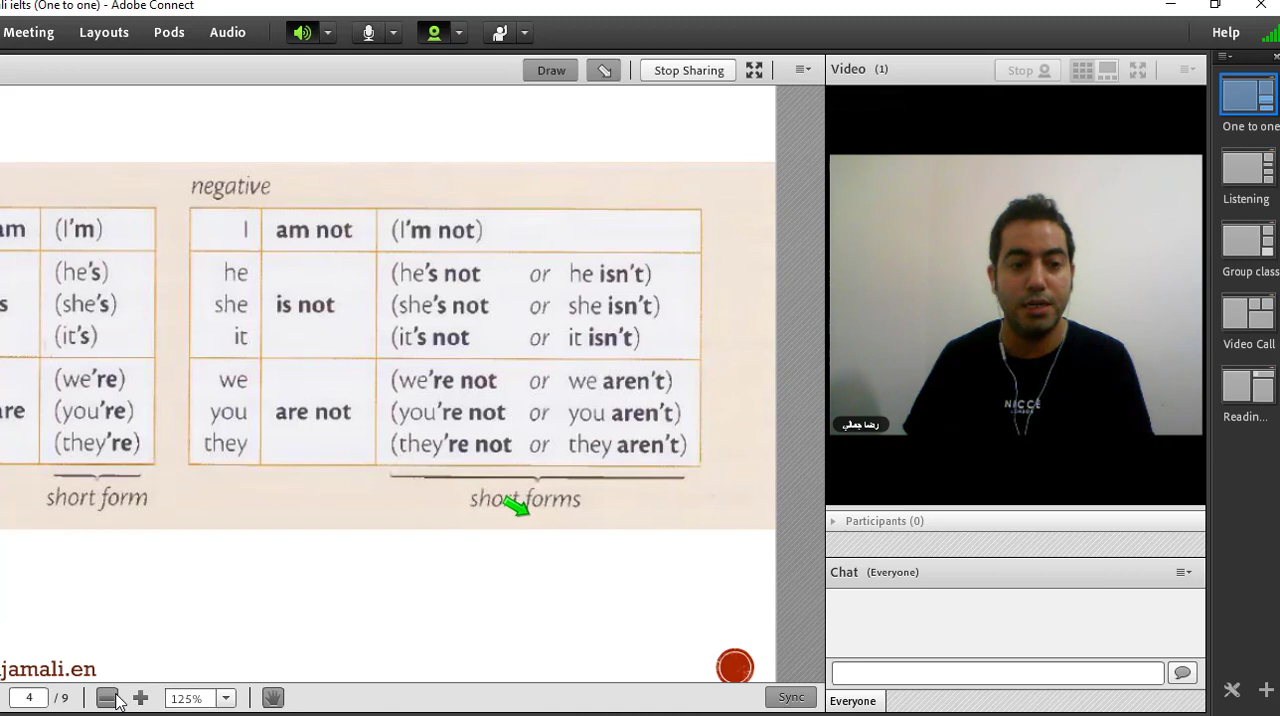 ali ielts (One to one) - Adobe Connect
Meeting Layouts Pods Audio Help
Draw Stop Sharing
Video (1) Stop
negative
am (I'm)
I am not (I'm not)
(he's)
he (he's not or he isn't)
s (she's)
she is not (she's not or she isn't)
(it's)
it (it's not or it isn't)
(we're)
we (we're not or we aren't)
are (you're)
you are not (you're not or you aren't)
(they're)
they (they're not or they aren't)
short form
short forms
jamali.en
NICCE
LONDON
رضا جمالي
Participants (0)
Chat (Everyone)
Everyone
One to one
Listening
Group class
Video Call
Readin...
4 / 9 125% Sync